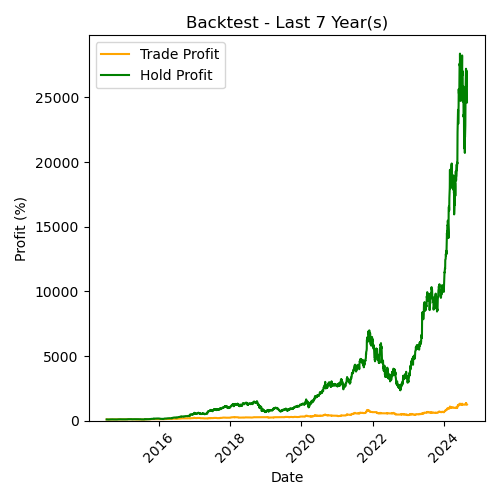 Backtest - Last 7 Year(s)
Trade Profit
Hold Profit
Profit (%)
25000
20000
15000
10000
5000
0
2016
2018
2020
2022
2024
Date